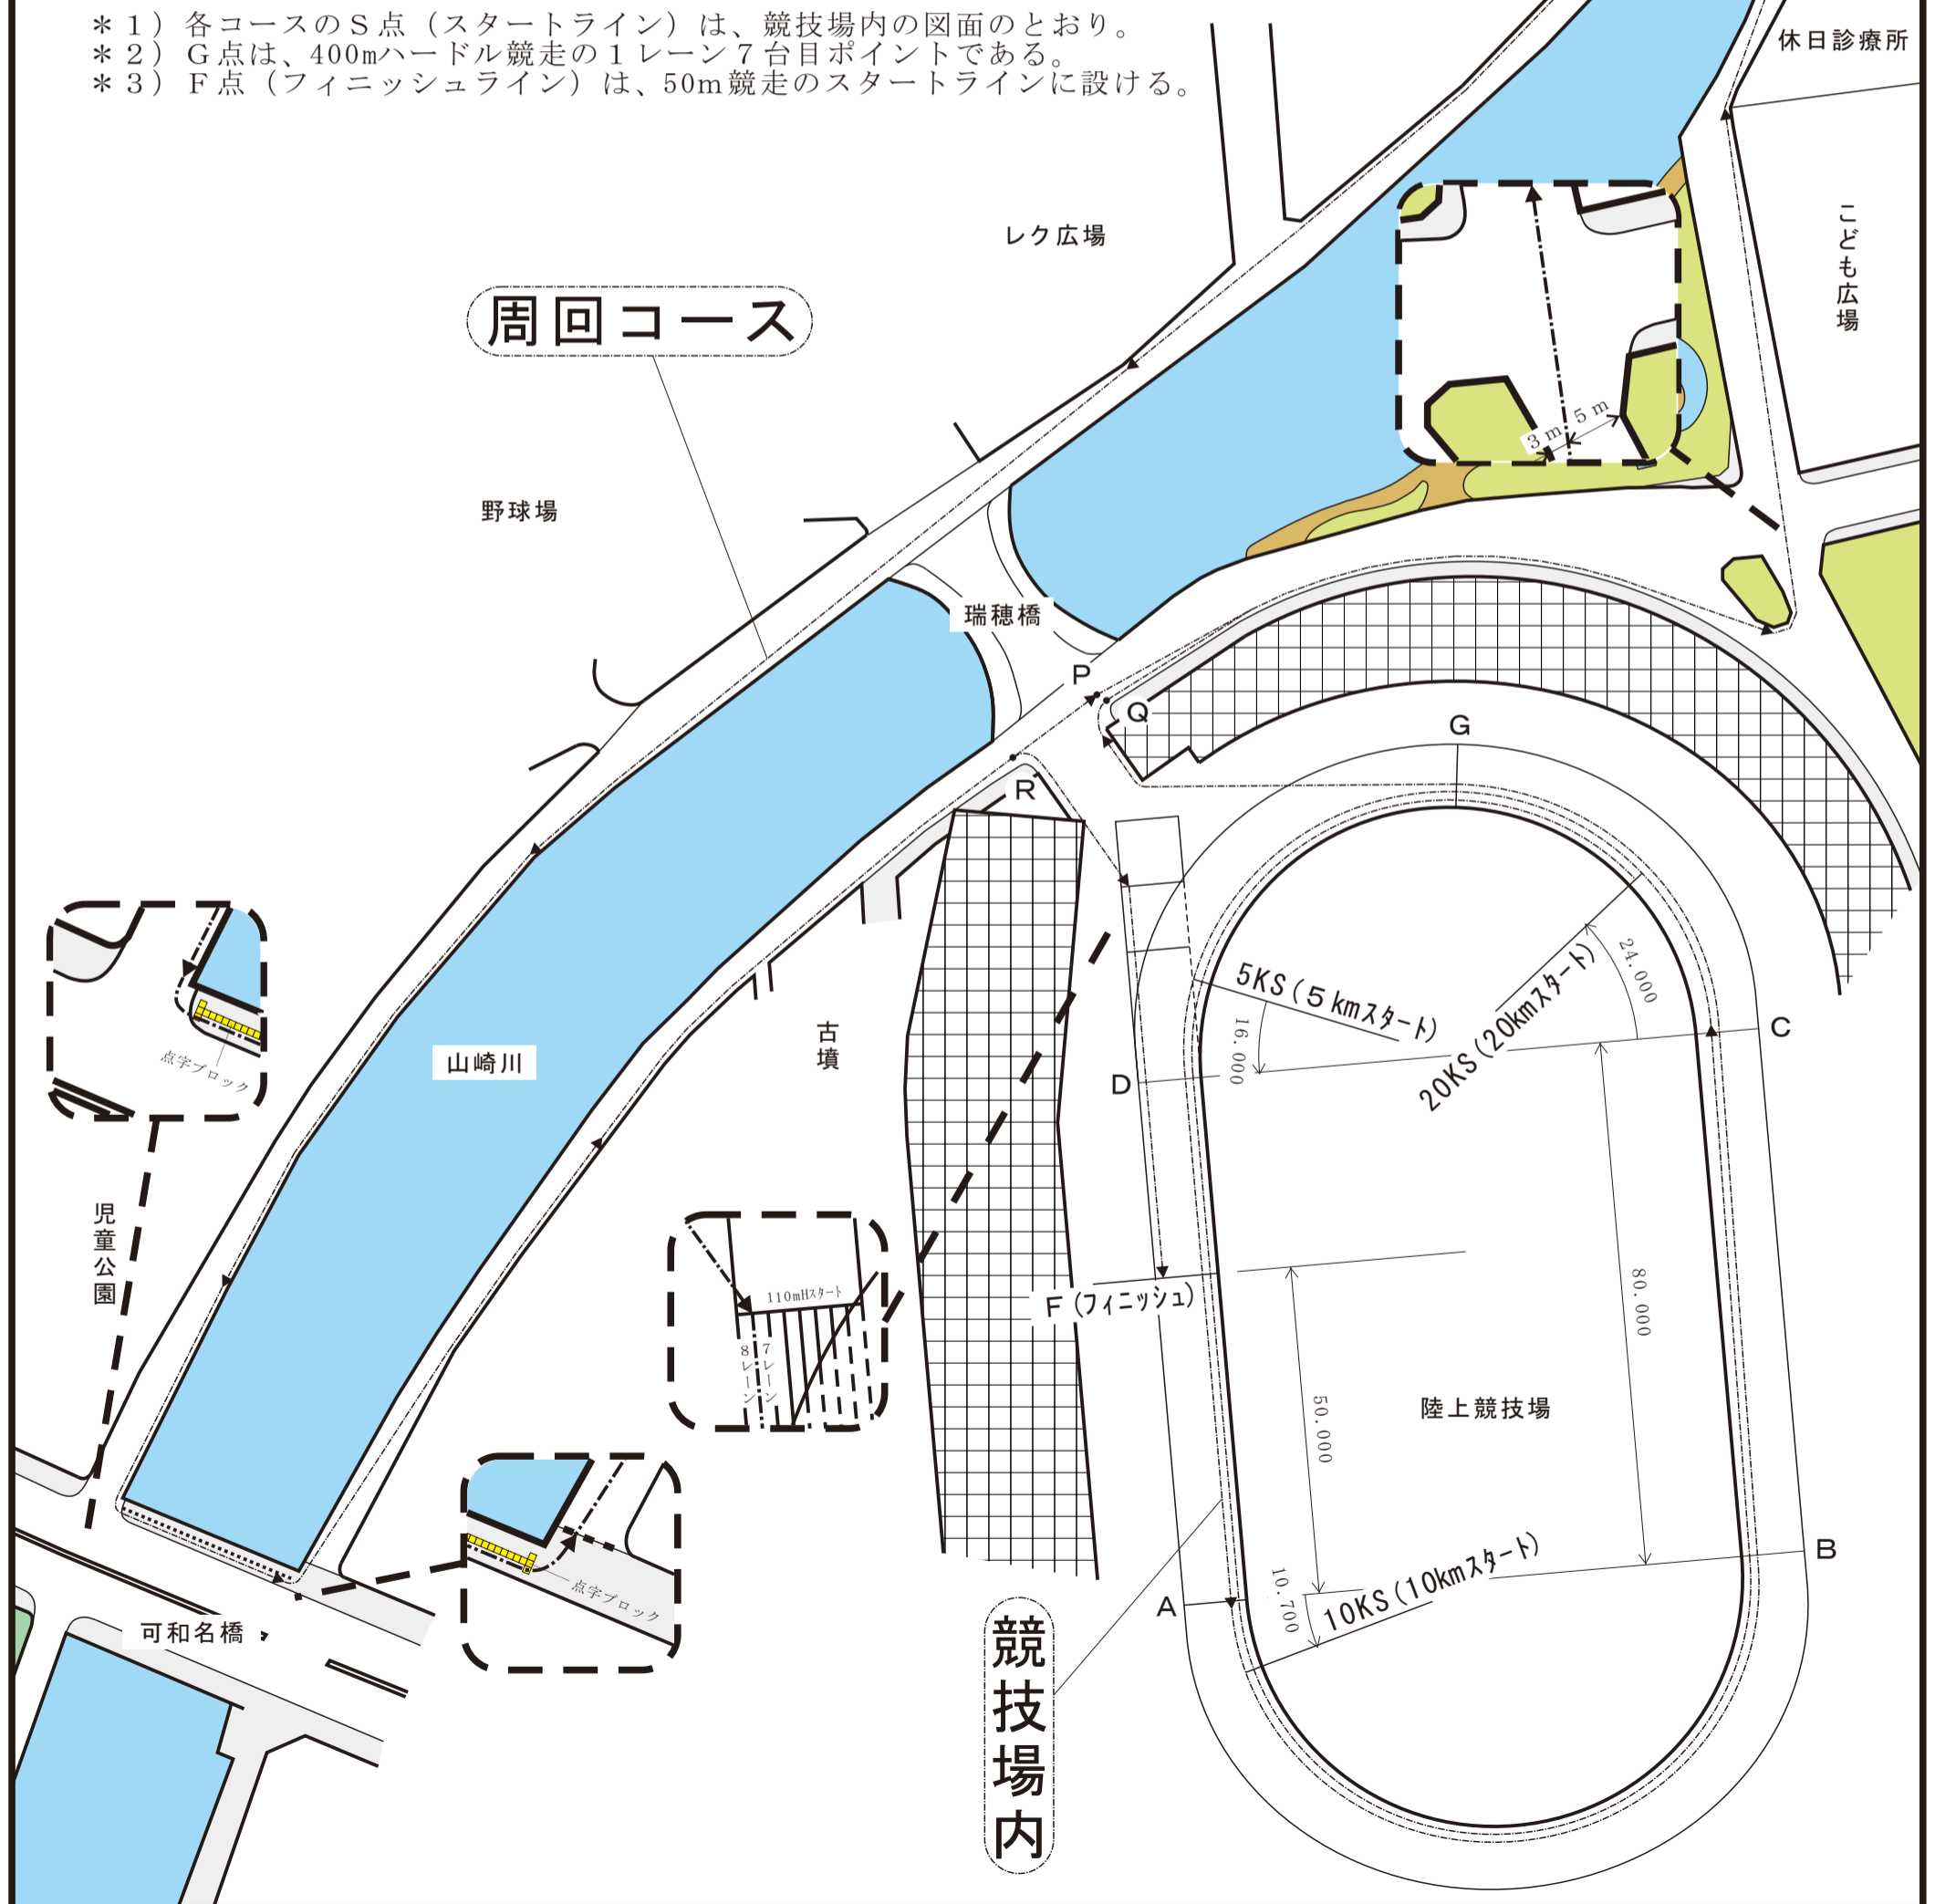 ＊１）各コースのＳ点（スタートライン）は、競技場内の図面のとおり。
＊２）Ｇ点は、400mハードル競走の１レーン７台目ポイントである。
＊３）Ｆ点（フィニッシュライン）は、50m競走のスタートラインに設ける。
休日診療所
こども広場
レク広場
周回コース
3ｍ
5ｍ
野球場
瑞穂橋
P
Q
G
R
5KS(５kmスタート)
20KS(20kmスタート)
24.000
16.000
C
D
点字ブロック
山崎川
古墳
児童公園
110mHスタート
8レーン
7レーン
F (フィニッシュ)
80.000
50.000
陸上競技場
点字ブロック
10KS(10kmスタート)
10.700
A
B
可和名橋
競技場内